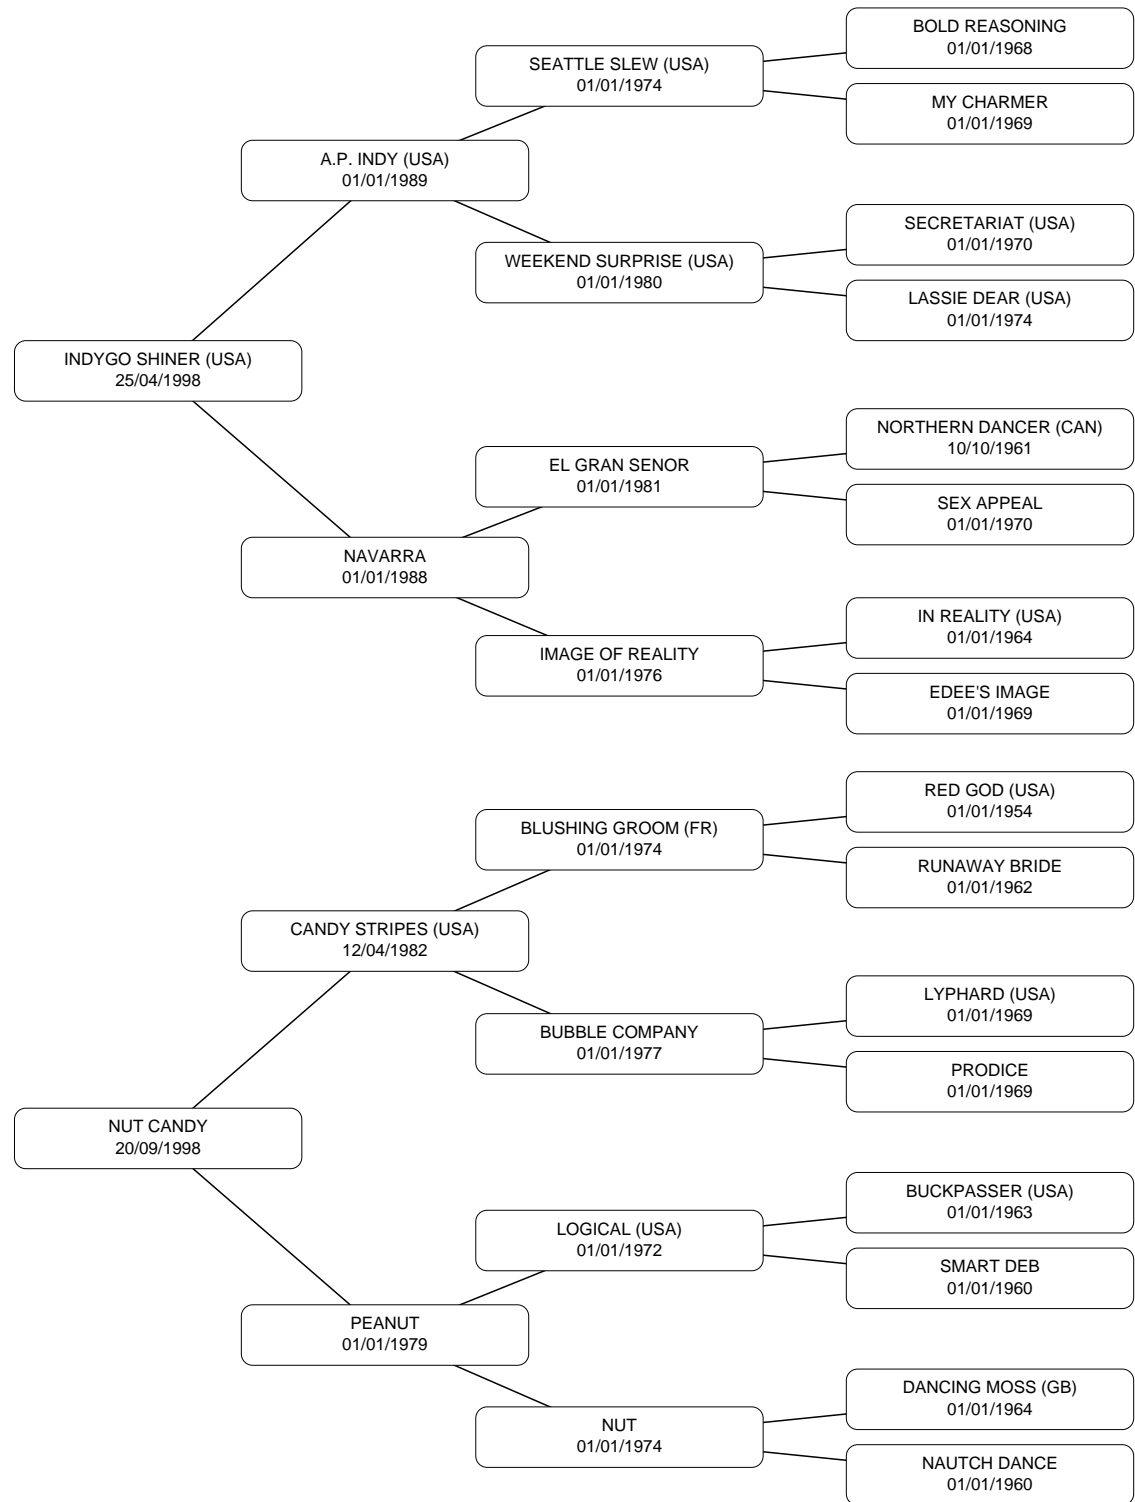 BOLD REASONING
01/01/1968
SEATTLE SLEW (USA)
01/01/1974
MY CHARMER
01/01/1969
A.P. INDY (USA)
01/01/1989
SECRETARIAT (USA)
01/01/1970
WEEKEND SURPRISE (USA)
01/01/1980
LASSIE DEAR (USA)
01/01/1974
INDYGO SHINER (USA)
25/04/1998
NORTHERN DANCER (CAN)
10/10/1961
EL GRAN SENOR
01/01/1981
SEX APPEAL
01/01/1970
NAVARRA
01/01/1988
IN REALITY (USA)
01/01/1964
IMAGE OF REALITY
01/01/1976
EDEE'S IMAGE
01/01/1969
RED GOD (USA)
01/01/1954
BLUSHING GROOM (FR)
01/01/1974
RUNAWAY BRIDE
01/01/1962
CANDY STRIPES (USA)
12/04/1982
LYPHARD (USA)
01/01/1969
BUBBLE COMPANY
01/01/1977
PRODICE
01/01/1969
NUT CANDY
20/09/1998
BUCKPASSER (USA)
01/01/1963
LOGICAL (USA)
01/01/1972
SMART DEB
01/01/1960
PEANUT
01/01/1979
DANCING MOSS (GB)
01/01/1964
NUT
01/01/1974
NAUTCH DANCE
01/01/1960